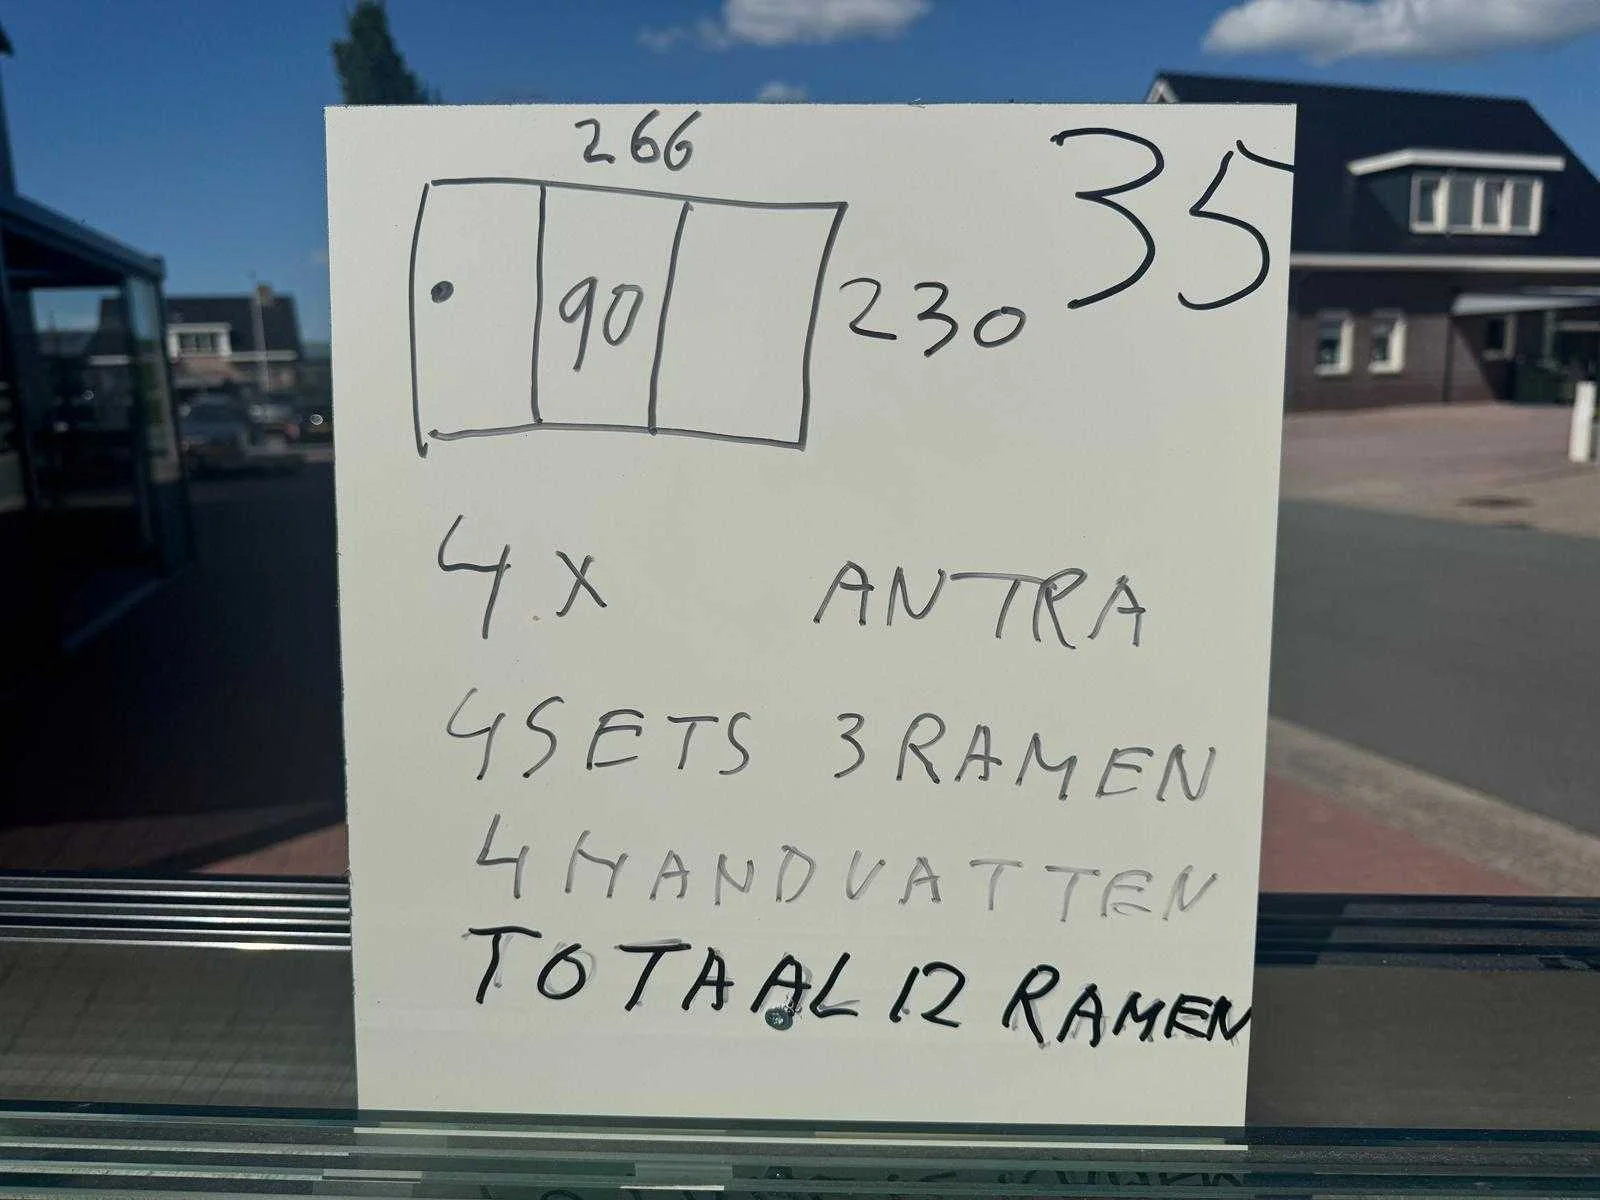 266
35
90
230
4 X ANTRA
4 SETS 3 RAMEN
4 HANDVATTEN
TOTAAL 12 RAMEN